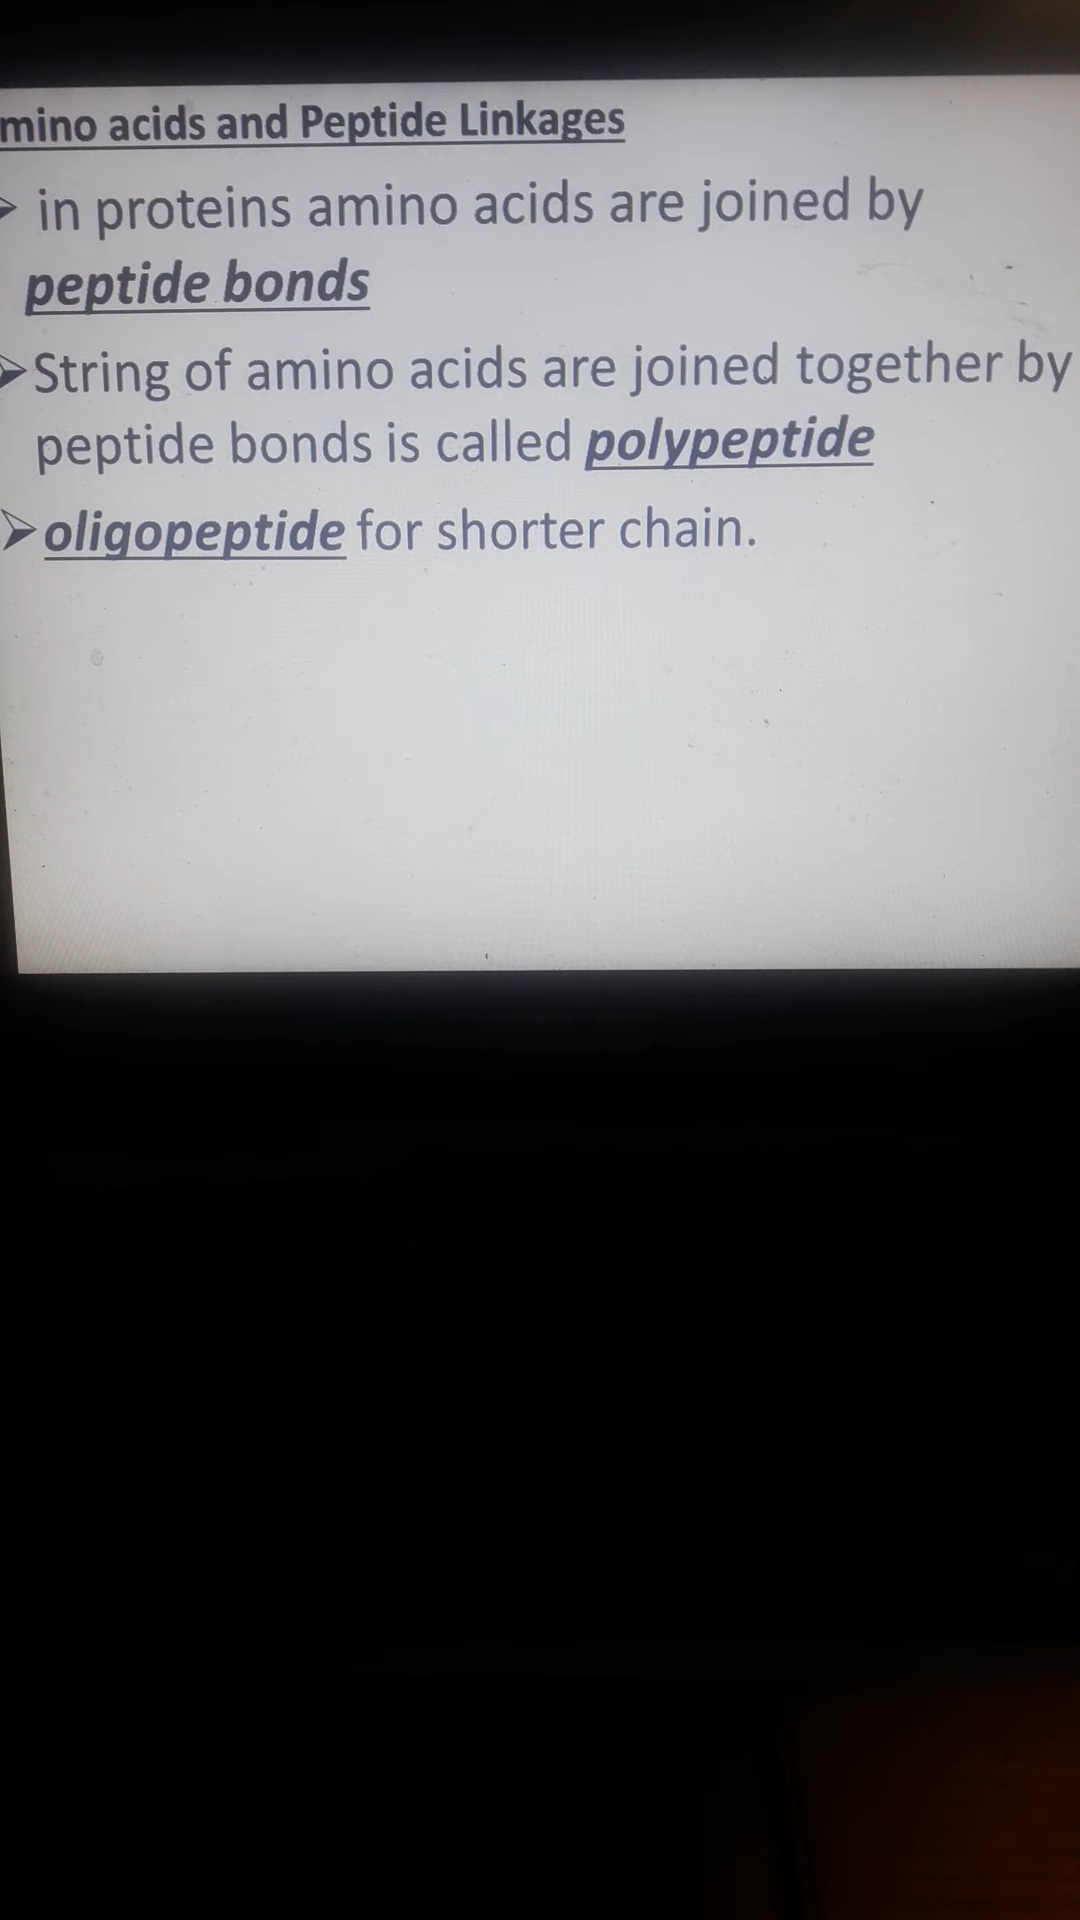 mino acids and Peptide Linkages
➢ in proteins amino acids are joined by
peptide bonds
➢String of amino acids are joined together by
peptide bonds is called polypeptide
➢oligopeptide for shorter chain.